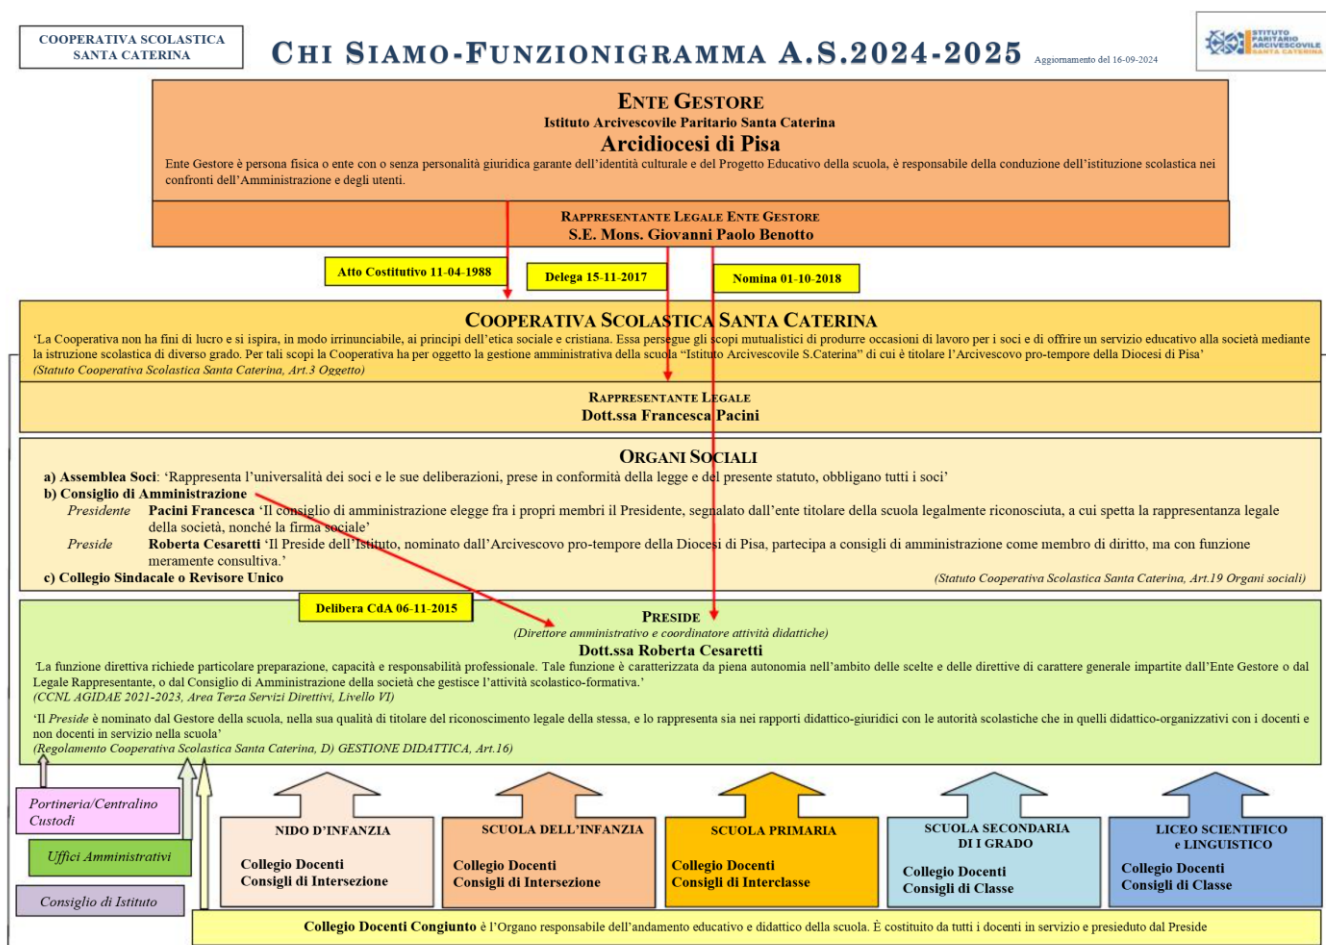 COOPERATIVA SCOLASTICA
SANTA CATERINA
CHI SIAMO-FUNZIONIGRAMMA A.S.2024-2025
Aggiornamento del 16-09-2024
ISTITUTO
PARITARIO
ARCIVESCOVILE
SANTA CATERINA
ENTE GESTORE
Istituto Arcivescovile Paritario Santa Caterina
Arcidiocesi di Pisa
Ente Gestore è persona fisica o ente con o senza personalità giuridica garante dell'identità culturale e del Progetto Educativo della scuola, è responsabile della conduzione dell'istituzione scolastica nei
confronti dell'Amministrazione e degli utenti.
RAPPRESENTANTE LEGALE ENTE GESTORE
S.E. Mons. Giovanni Paolo Benotto
Atto Costitutivo 11-04-1988
Delega 15-11-2017
Nomina 01-10-2018
COOPERATIVA SCOLASTICA SANTA CATERINA
'La Cooperativa non ha fini di lucro e si ispira, in modo irrinunciabile, ai principi dell'etica sociale e cristiana. Essa persegue gli scopi mutualistici di produrre occasioni di lavoro per i soci e di offrire un servizio educativo alla società mediante
la istruzione scolastica di diverso grado. Per tali scopi la Cooperativa ha per oggetto la gestione amministrativa della scuola "Istituto Arcivescovile S.Caterina" di cui è titolare l'Arcivescovo pro-tempore della Diocesi di Pisa'
(Statuto Cooperativa Scolastica Santa Caterina, Art.3 Oggetto)
RAPPRESENTANTE LEGALE
Dott.ssa Francesca Pacini
ORGANI SOCIALI
a) Assemblea Soci: 'Rappresenta l'universalità dei soci e le sue deliberazioni, prese in conformità della legge e del presente statuto, obbligano tutti i soci'
b) Consiglio di Amministrazione
Presidente Pacini Francesca 'Il consiglio di amministrazione elegge fra i propri membri il Presidente, segnalato dall'ente titolare della scuola legalmente riconosciuta, a cui spetta la rappresentanza legale
della società, nonché la firma sociale'
Preside Roberta Cesaretti 'Il Preside dell'Istituto, nominato dall'Arcivescovo pro-tempore della Diocesi di Pisa, partecipa a consigli di amministrazione come membro di diritto, ma con funzione
meramente consultiva.'
c) Collegio Sindacale o Revisore Unico
(Statuto Cooperativa Scolastica Santa Caterina, Art.19 Organi sociali)
Delibera CdA 06-11-2015
PRESIDE
(Direttore amministrativo e coordinatore attività didattiche)
Dott.ssa Roberta Cesaretti
'La funzione direttiva richiede particolare preparazione, capacità e responsabilità professionale. Tale funzione è caratterizzata da piena autonomia nell'ambito delle scelte e delle direttive di carattere generale impartite dall'Ente Gestore o dal
Legale Rappresentante, o dal Consiglio di Amministrazione della società che gestisce l'attività scolastico-formativa.'
(CCNL AGIDAE 2021-2023, Area Terza Servizi Direttivi, Livello VI)
'Il Preside è nominato dal Gestore della scuola, nella sua qualità di titolare del riconoscimento legale della stessa, e lo rappresenta sia nei rapporti didattico-giuridici con le autorità scolastiche che in quelli didattico-organizzativi con i docenti e
non docenti in servizio nella scuola'
(Regolamento Cooperativa Scolastica Santa Caterina, D) GESTIONE DIDATTICA, Art.16)
Portineria/Centralino
Custodi
Uffici Amministrativi
Consiglio di Istituto
NIDO D'INFANZIA
Collegio Docenti
Consigli di Intersezione
SCUOLA DELL'INFANZIA
Collegio Docenti
Consigli di Intersezione
SCUOLA PRIMARIA
Collegio Docenti
Consigli di Interclasse
SCUOLA SECONDARIA
DI I GRADO
Collegio Docenti
Consigli di Classe
LICEO SCIENTIFICO
e LINGUISTICO
Collegio Docenti
Consigli di Classe
Collegio Docenti Congiunto è l'Organo responsabile dell'andamento educativo e didattico della scuola. È costituito da tutti i docenti in servizio e presieduto dal Preside